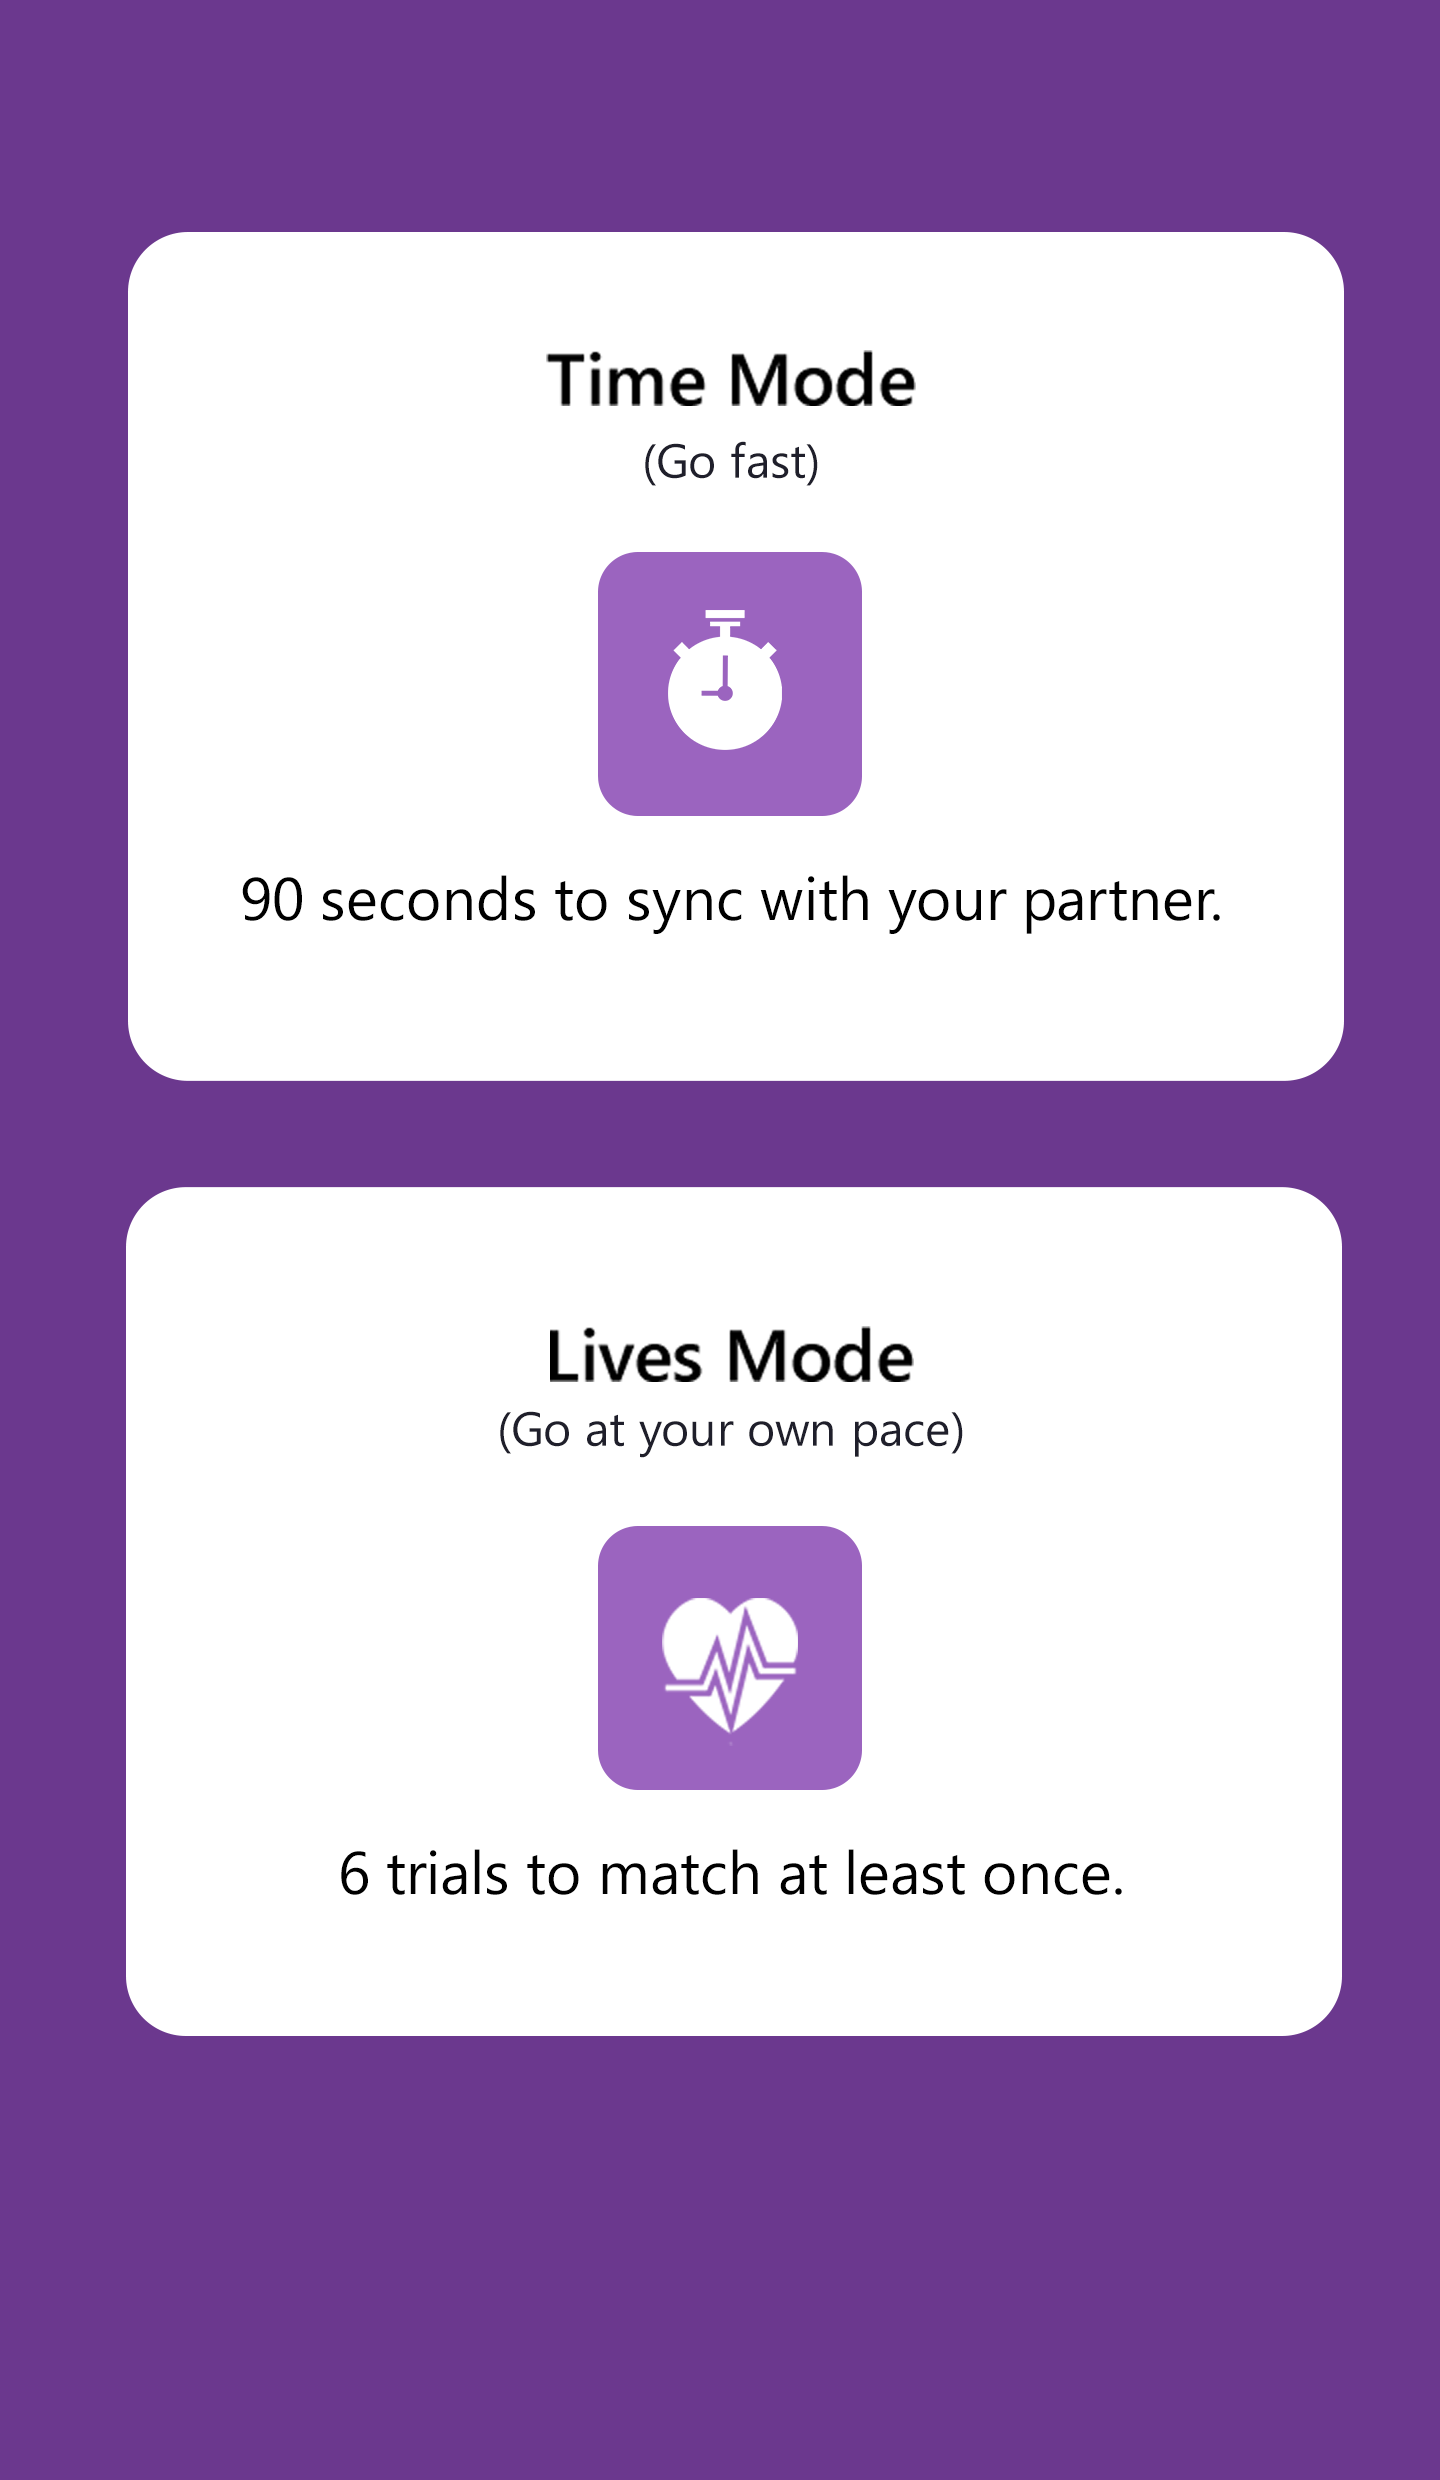 Time Mode
(Go fast)
90 seconds to sync with your partner.
Lives Mode
(Go at your own pace)
6 trials to match at least once.